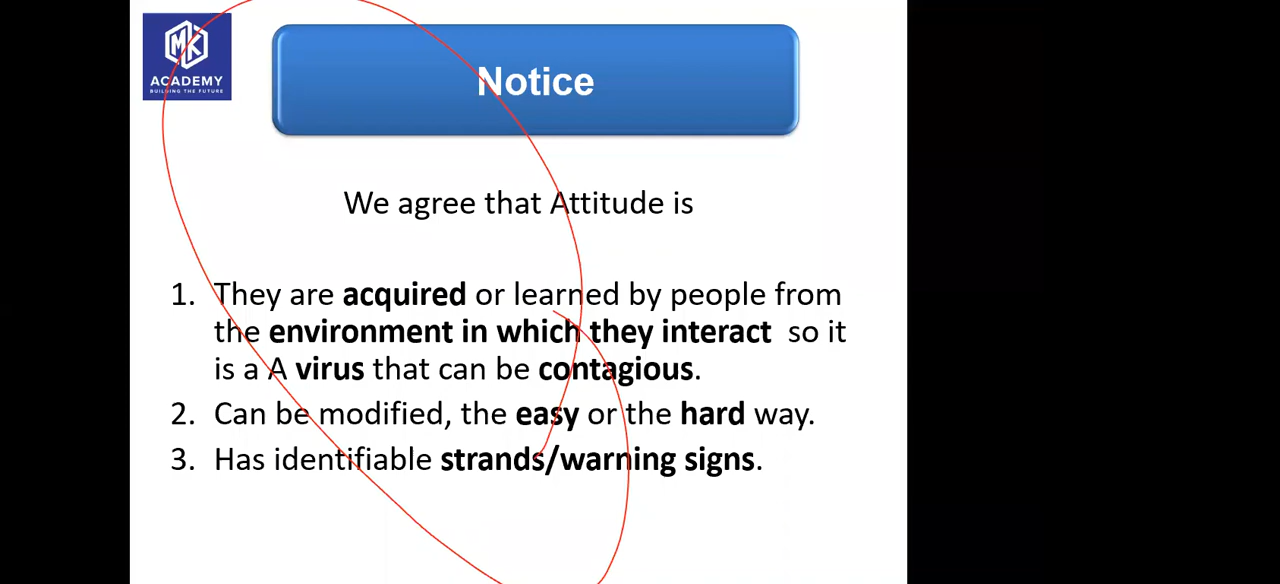 MK
ACADEMY
BUILDING THE FUTURE
Notice
We agree that Attitude is
1. They are acquired or learned by people from
the environment in which they interact so it
is a A virus that can be contagious.
2. Can be modified, the easy or the hard way.
3. Has identifiable strands/warning signs.